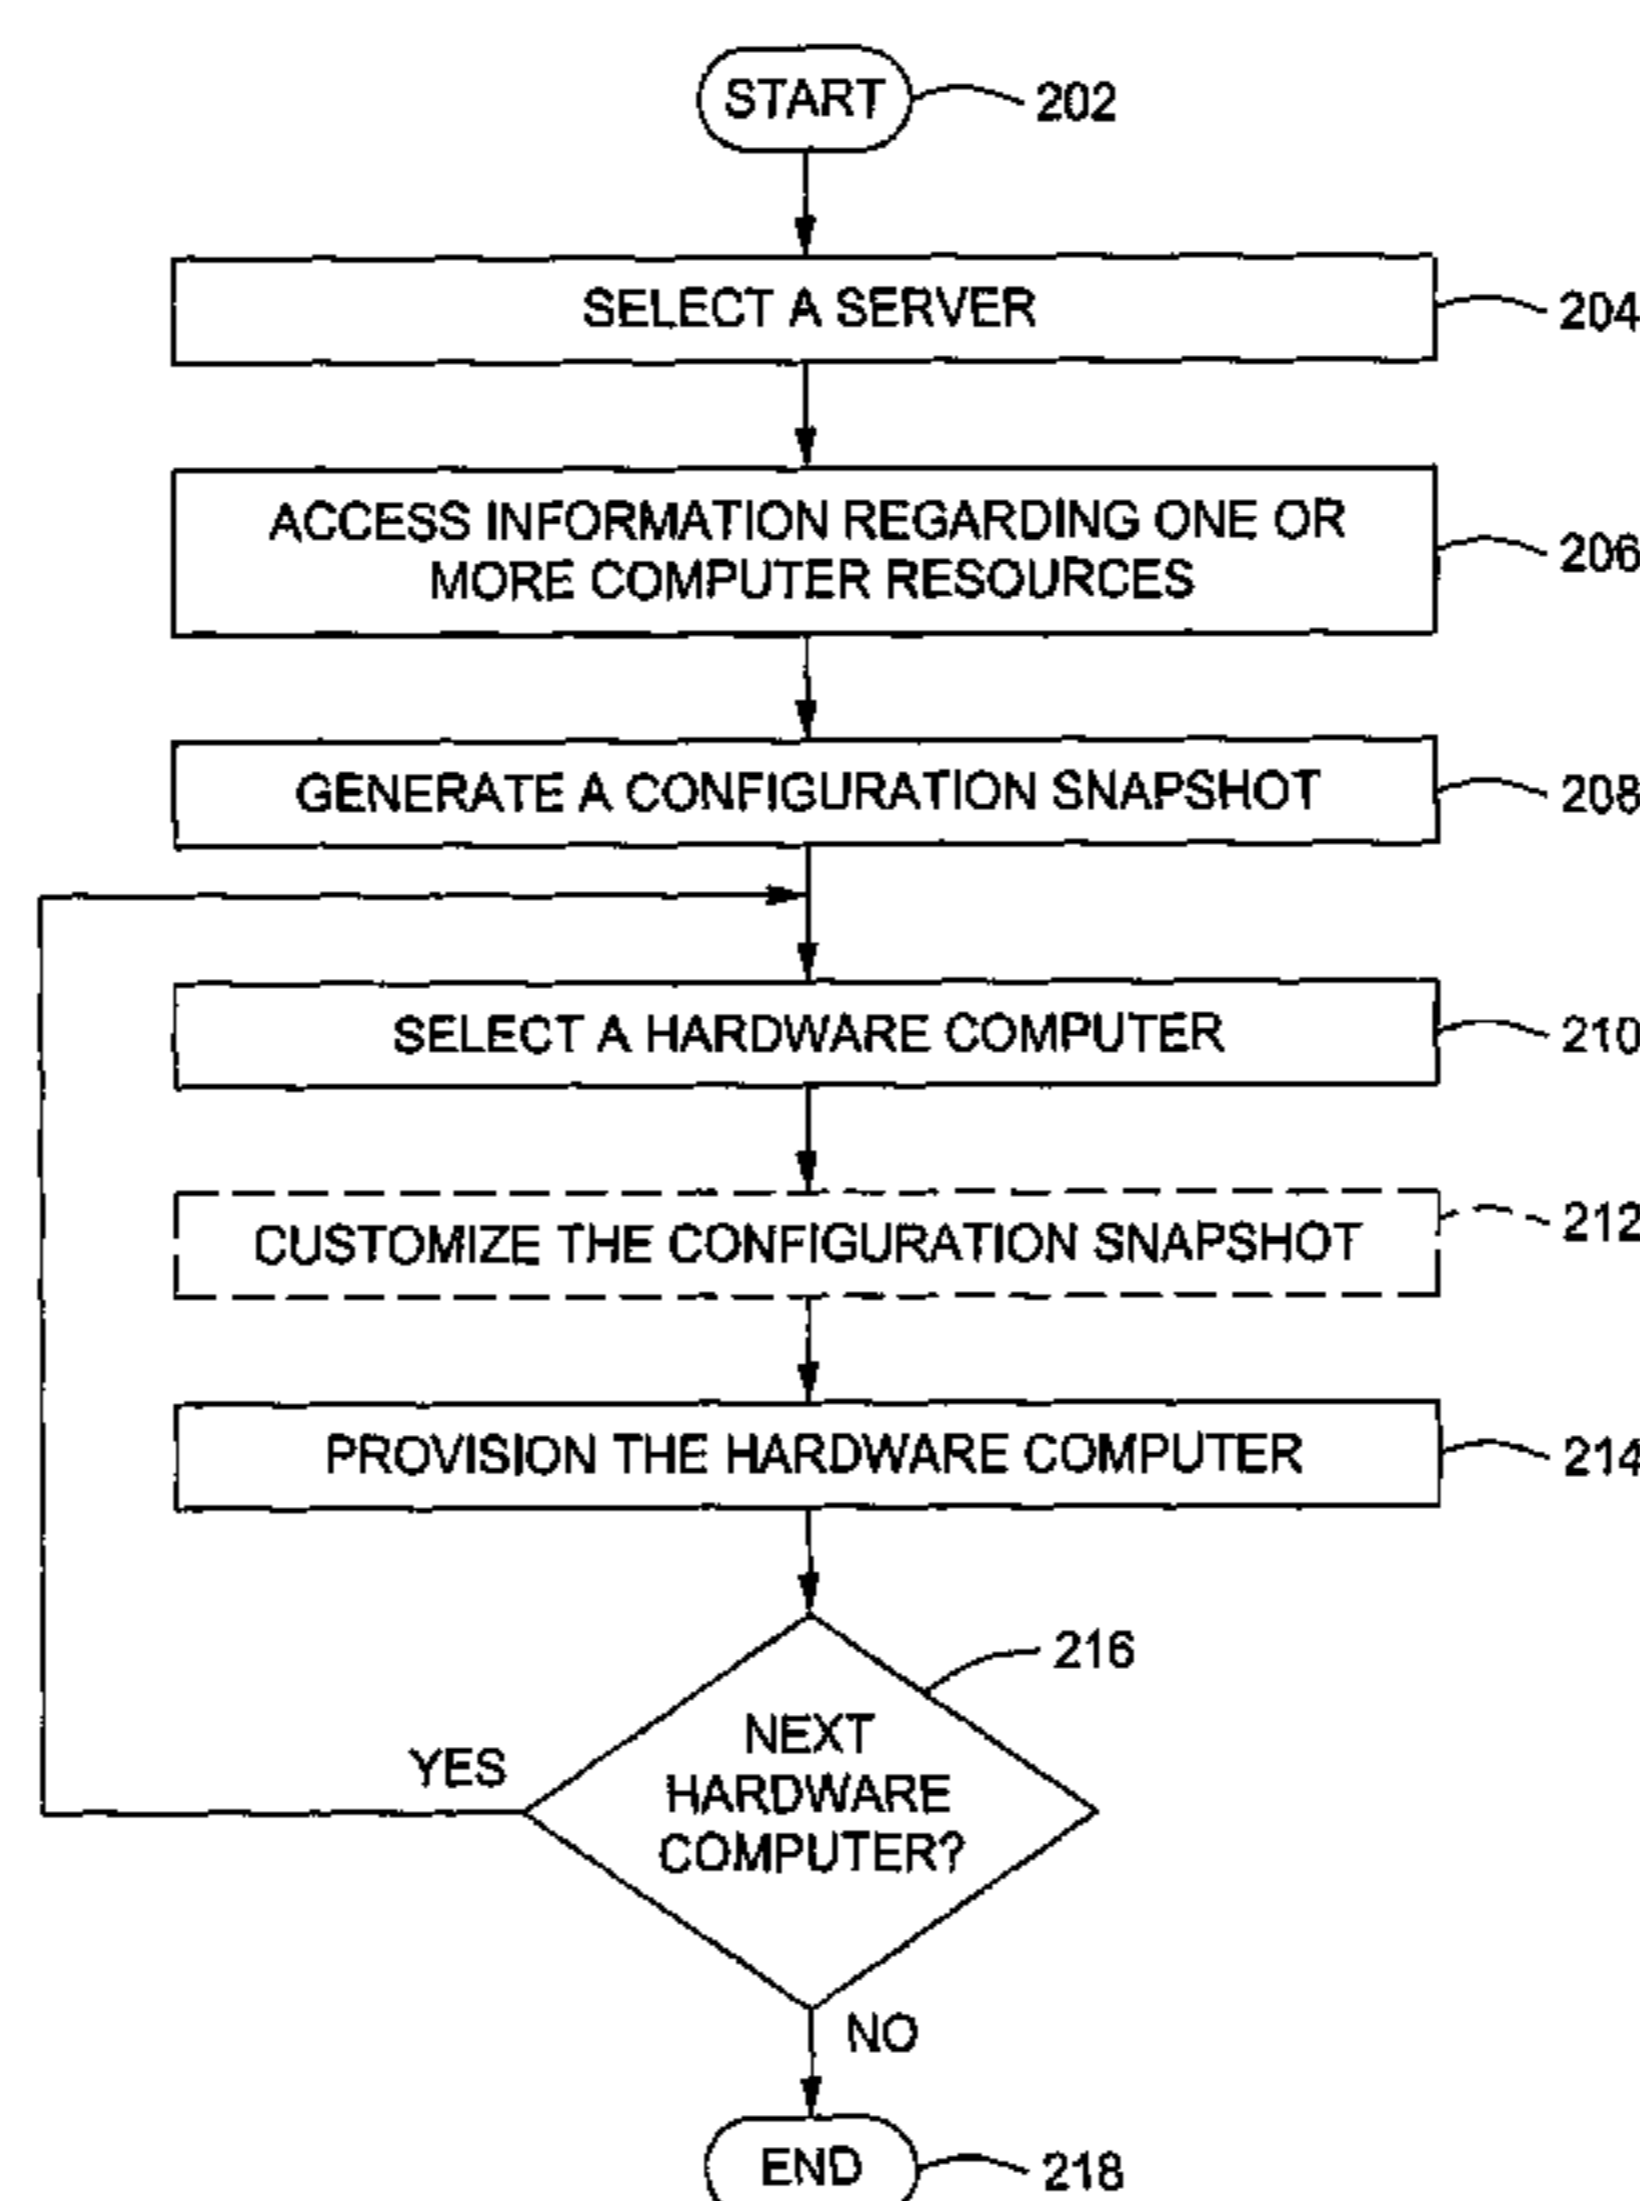 START
202
SELECT A SERVER
204
ACCESS INFORMATION REGARDING ONE OR
MORE COMPUTER RESOURCES
206
GENERATE A CONFIGURATION SNAPSHOT
208
SELECT A HARDWARE COMPUTER
210
CUSTOMIZE THE CONFIGURATION SNAPSHOT
212
PROVISION THE HARDWARE COMPUTER
214
216
NEXT
HARDWARE
COMPUTER?
YES
NO
END
218